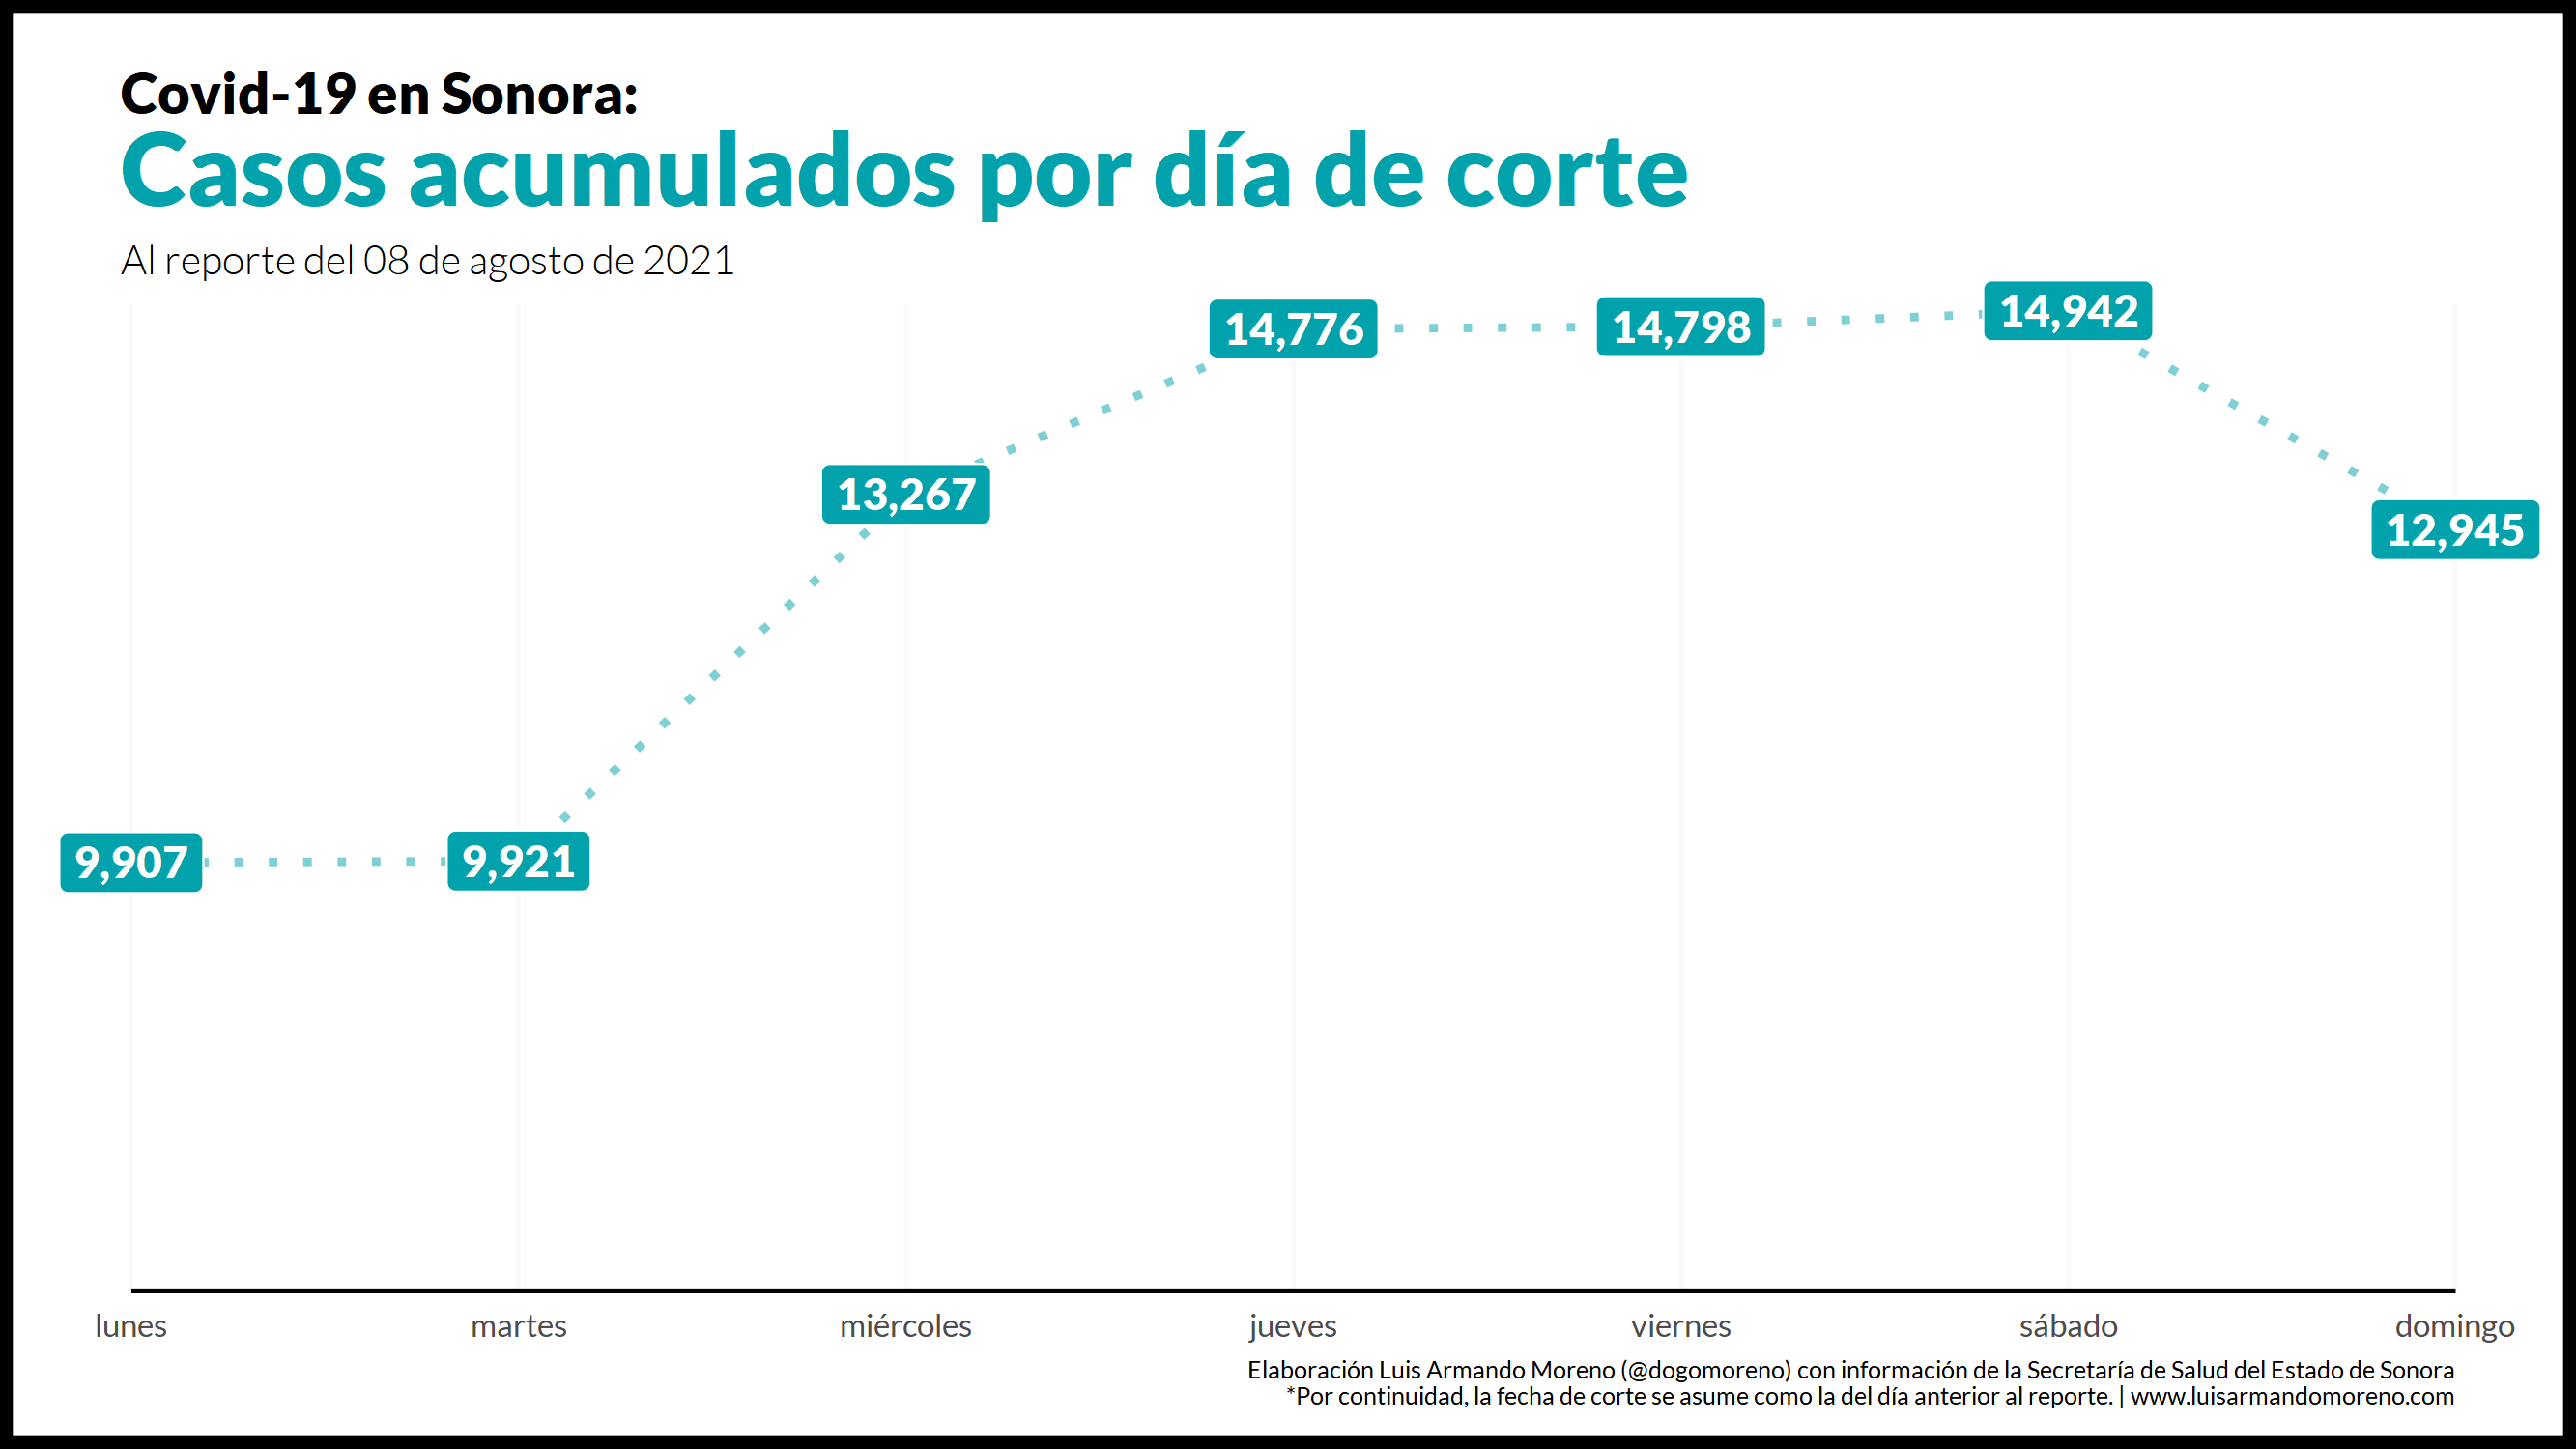 Covid-19 en Sonora:
Casos acumulados por día de corte
Al reporte del 08 de agosto de 2021
9,907
9,921
13,267
14,776
14,798
14,942
12,945
lunes
martes
miércoles
jueves
viernes
sábado
domingo
Elaboración Luis Armando Moreno (@dogomoreno) con información de la Secretaría de Salud del Estado de Sonora
*Por continuidad, la fecha de corte se asume como la del día anterior al reporte. | www.luisarmandomoreno.com